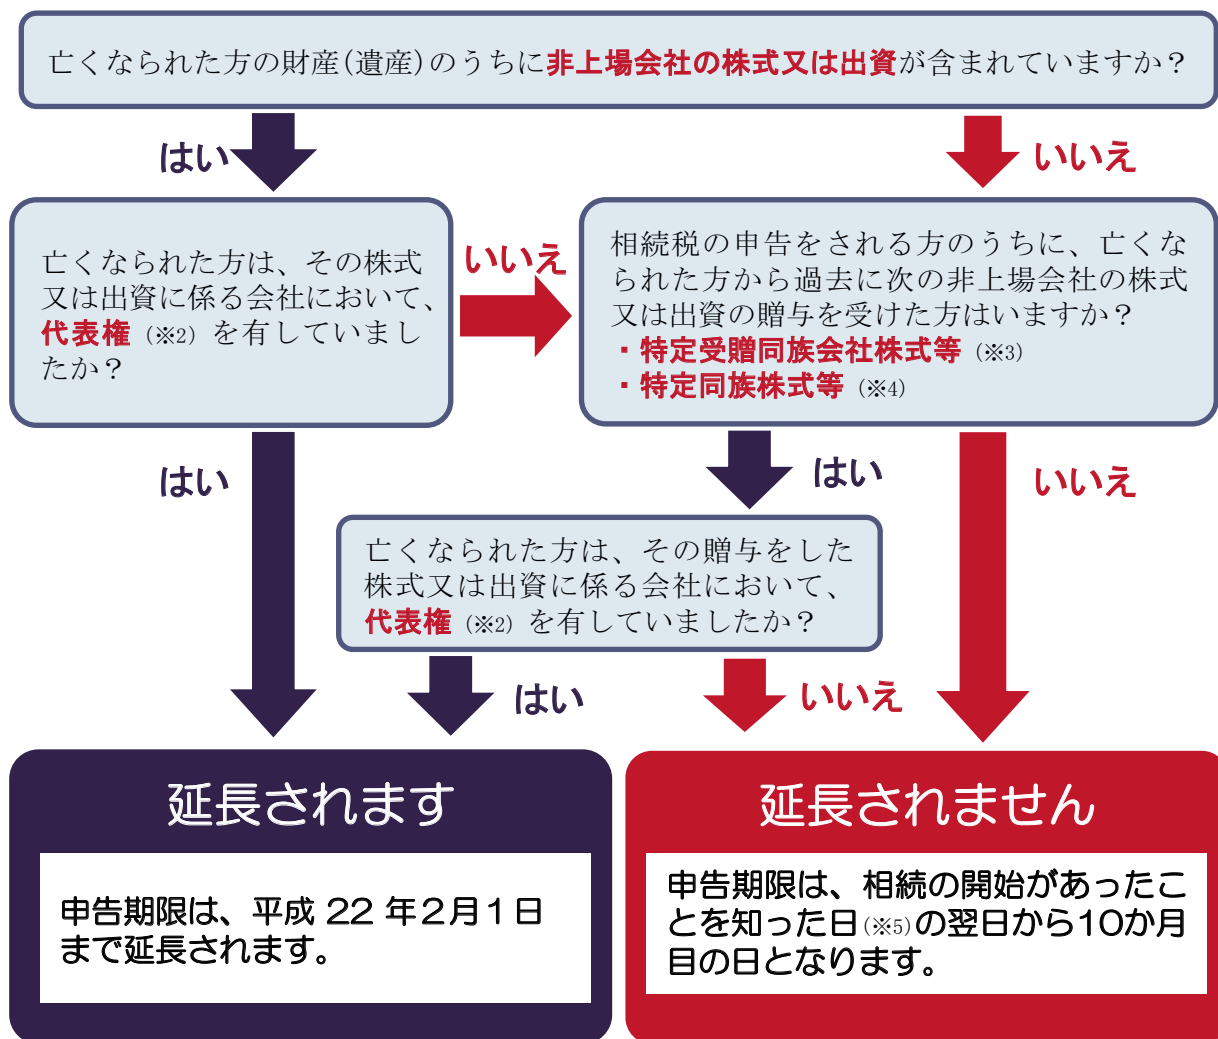 亡くなられた方の財産(遺産)のうちに非上場会社の株式又は出資が含まれていますか？
はい
いいえ
亡くなられた方は、その株式
又は出資に係る会社において、
代表権（※2）を有していまし
たか？
いいえ
相続税の申告をされる方のうちに、亡くな
られた方から過去に次の非上場会社の株式
又は出資の贈与を受けた方はいますか？
・特定受贈同族会社株式等（※3）
・特定同族株式等（※4）
はい
はい
いいえ
亡くなられた方は、その贈与をした
株式又は出資に係る会社において、
代表権（※2）を有していましたか？
はい
いいえ
延長されます
申告期限は、平成 22 年２月１日
まで延長されます。
延長されません
申告期限は、相続の開始があったこ
とを知った日(※5)の翌日から10か月
目の日となります。